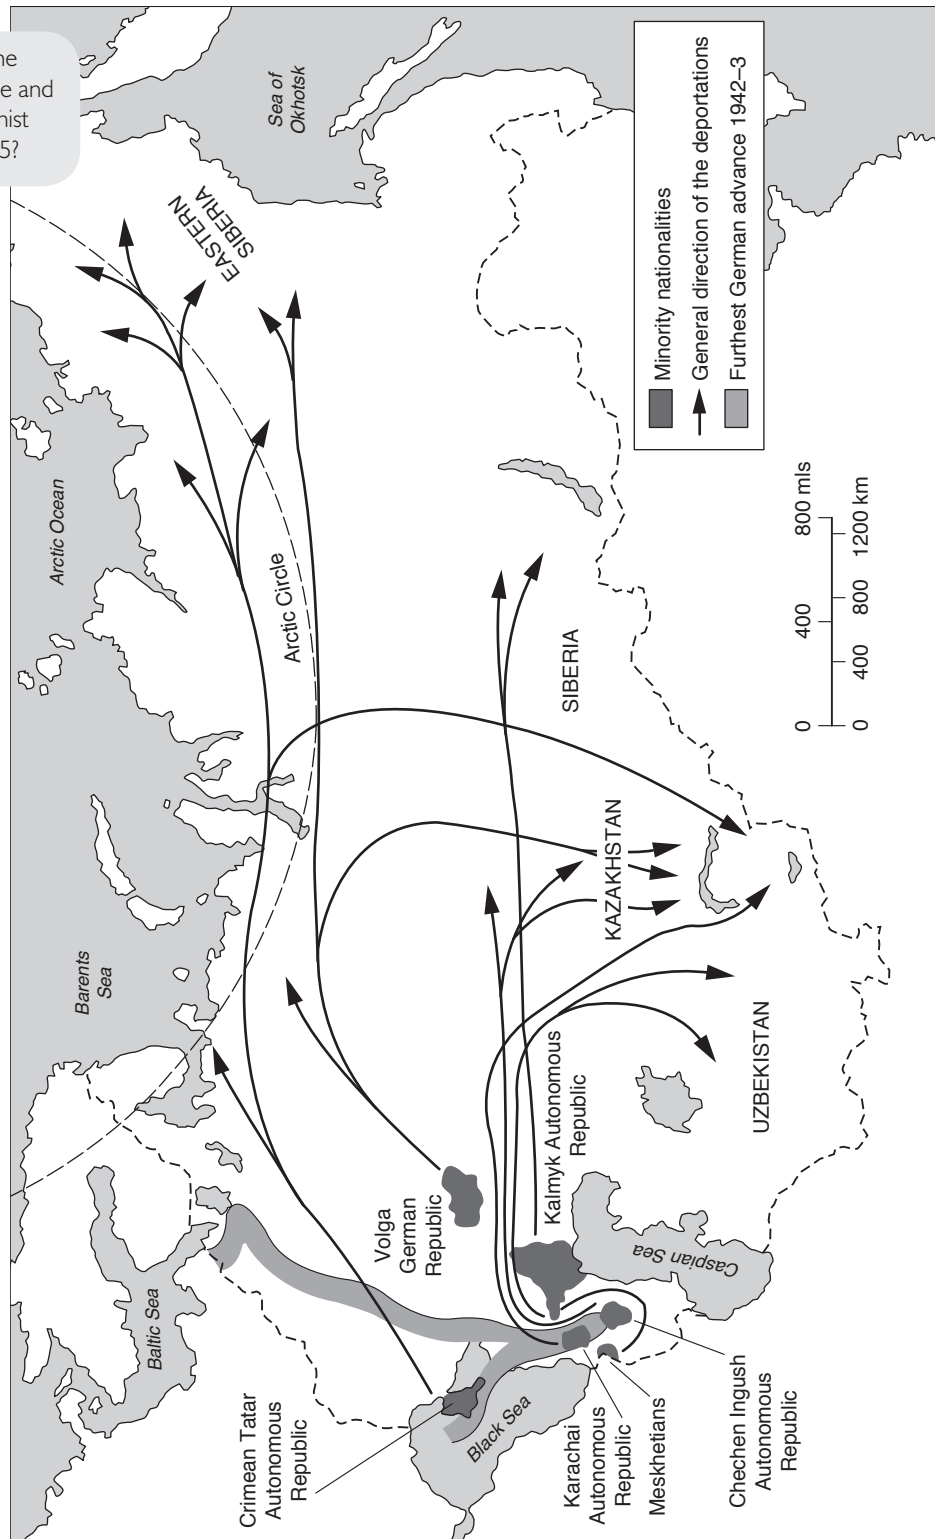 e and
nist
5?
Sea of
Okhotsk
EASTERN
SIBERIA
Arctic Ocean
Arctic Circle
Barents
Sea
Baltic Sea
SIBERIA
KAZAKHSTAN
UZBEKISTAN
Volga
German
Republic
Kalmyk Autonomous
Republic
Caspian Sea
Black Sea
Crimean Tatar
Autonomous
Republic
Karachai
Autonomous
Republic
Meskhetians
Chechen Ingush
Autonomous
Republic
Minority nationalities
General direction of the deportations
Furthest German advance 1942–3
0 400 800 mls
0 400 800 1200 km